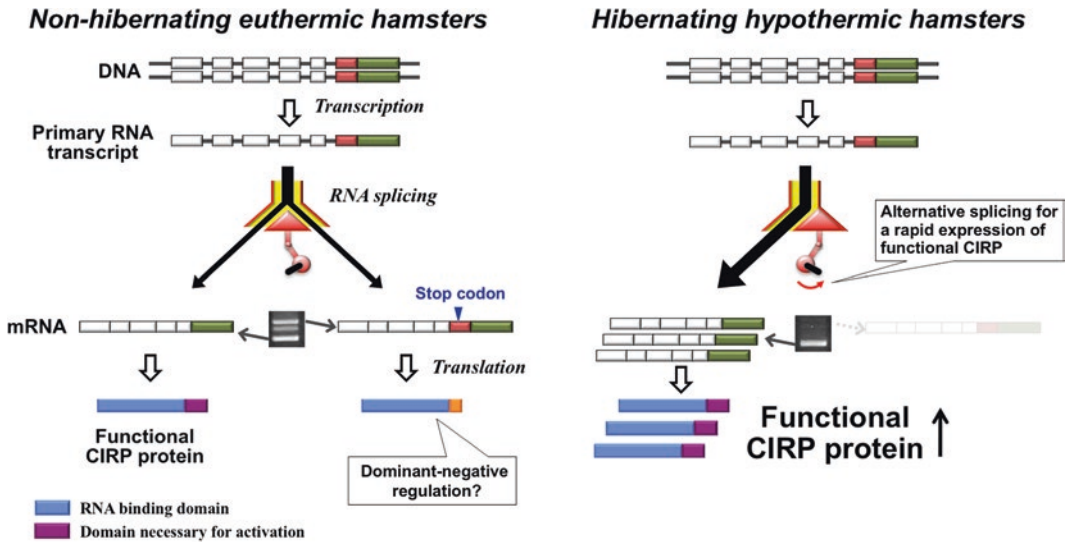 Non-hibernating euthermic hamsters
DNA
Transcription
Primary RNA
transcript
RNA splicing
Stop codon
mRNA
Translation
Functional
CIRP protein
Dominant-negative
regulation?
RNA binding domain
Domain necessary for activation
Hibernating hypothermic hamsters
Alternative splicing for
a rapid expression of
functional CIRP
Functional
CIRP protein